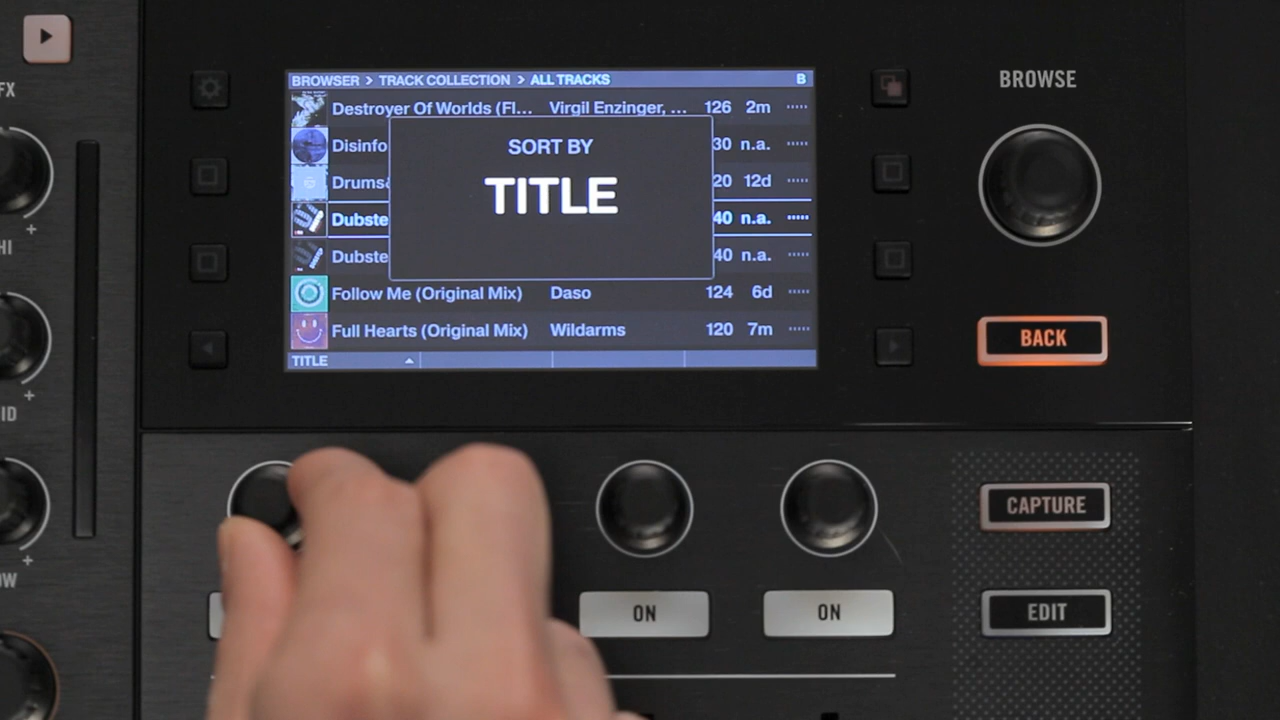 BROWSER > TRACK COLLECTION > ALL TRACKS B
Destroyer Of Worlds (Fl... Virgil Enzinger, ... 126 2m
Disinfo 30 n.a.
SORT BY
Drums 20 12d
TITLE
Dubste 40 n.a.
Dubste 40 n.a.
Follow Me (Original Mix) Daso 124 6d
Full Hearts (Original Mix) Wildarms 120 7m
TITLE
BROWSE
BACK
FX
HI
ID
OW
ON
ON
CAPTURE
EDIT